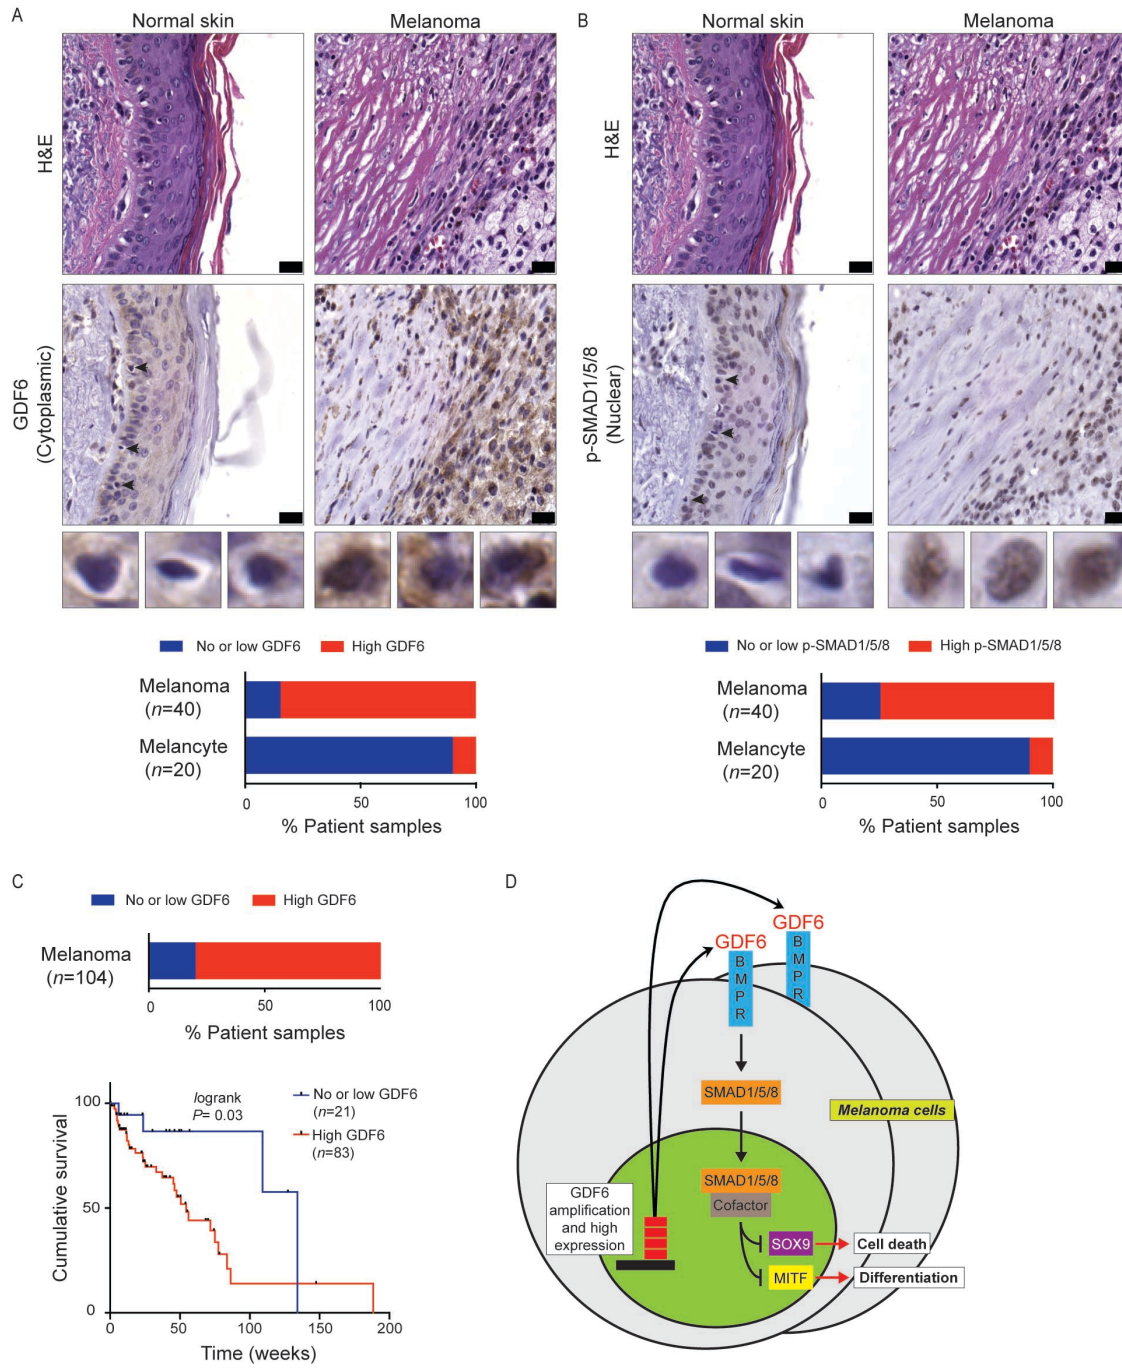 A
Normal skin
Melanoma
H&E
GDF6
(Cytoplasmic)
No or low GDF6
High GDF6
Melanoma
(n=40)
Melancyte
(n=20)
0
50
100
% Patient samples
B
Normal skin
Melanoma
H&E
p-SMAD1/5/8
(Nuclear)
No or low p-SMAD1/5/8
High p-SMAD1/5/8
Melanoma
(n=40)
Melancyte
(n=20)
0
50
100
% Patient samples
C
No or low GDF6
High GDF6
Melanoma
(n=104)
0
50
100
% Patient samples
Cumulative survival
100
50
0
logrank
P= 0.03
No or low GDF6
(n=21)
High GDF6
(n=83)
0
50
100
150
200
Time (weeks)
D
GDF6
BMPR
GDF6
BMPR
SMAD1/5/8
Melanoma cells
SMAD1/5/8
Cofactor
GDF6
amplification
and high
expression
SOX9
Cell death
MITF
Differentiation